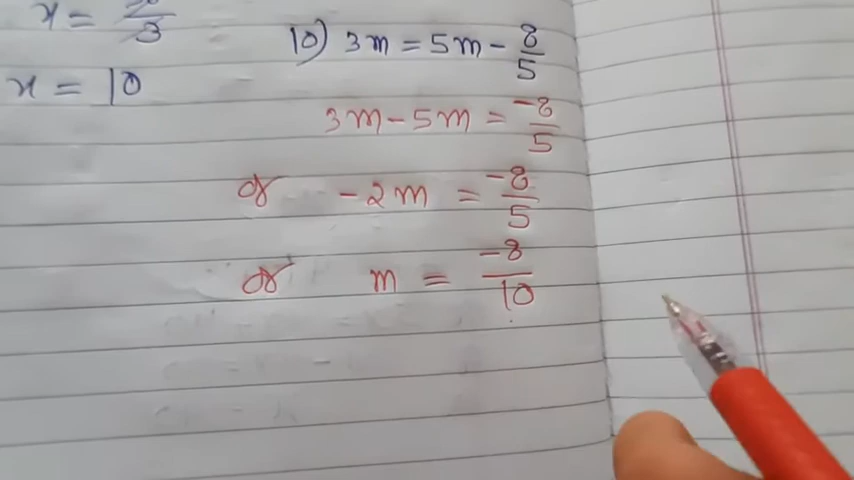 x = 
x = 10
10) 3m = 5m - 8/5
3m - 5m = -8/5
or -2m = -8/5
or m = -8/10